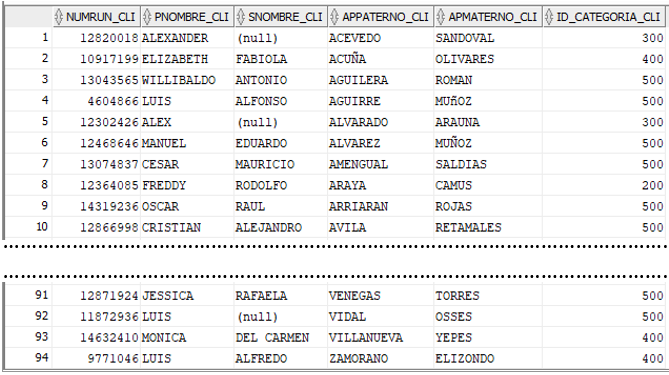 NUMRUN_CLI PNOMBRE_CLI SNOMBRE_CLI APPATERNO_CLI APMATERNO_CLI ID_CATEGORIA_CLI
1 12820018 ALEXANDER (null) ACEVEDO SANDOVAL 300
2 10917199 ELIZABETH FABIOLA ACUÑA OLIVARES 400
3 13043565 WILLIBALDO ANTONIO AGUILERA ROMAN 500
4 4604866 LUIS ALFONSO AGUIRRE MUñOZ 500
5 12302426 ALEX (null) ALVARADO ARAUNA 300
6 12468646 MANUEL EDUARDO ALVAREZ MUÑOZ 500
7 13074837 CESAR MAURICIO AMENGUAL SALDIAS 500
8 12364085 FREDDY RODOLFO ARAYA CAMUS 200
9 14319236 OSCAR RAUL ARRIARAN ROJAS 500
10 12866998 CRISTIAN ALEJANDRO AVILA RETAMALES 500
91 12871924 JESSICA RAFAELA VENEGAS TORRES 500
92 11872936 LUIS (null) VIDAL OSSES 500
93 14632410 MONICA DEL CARMEN VILLANUEVA YEPES 400
94 9771046 LUIS ALFREDO ZAMORANO ELIZONDO 400